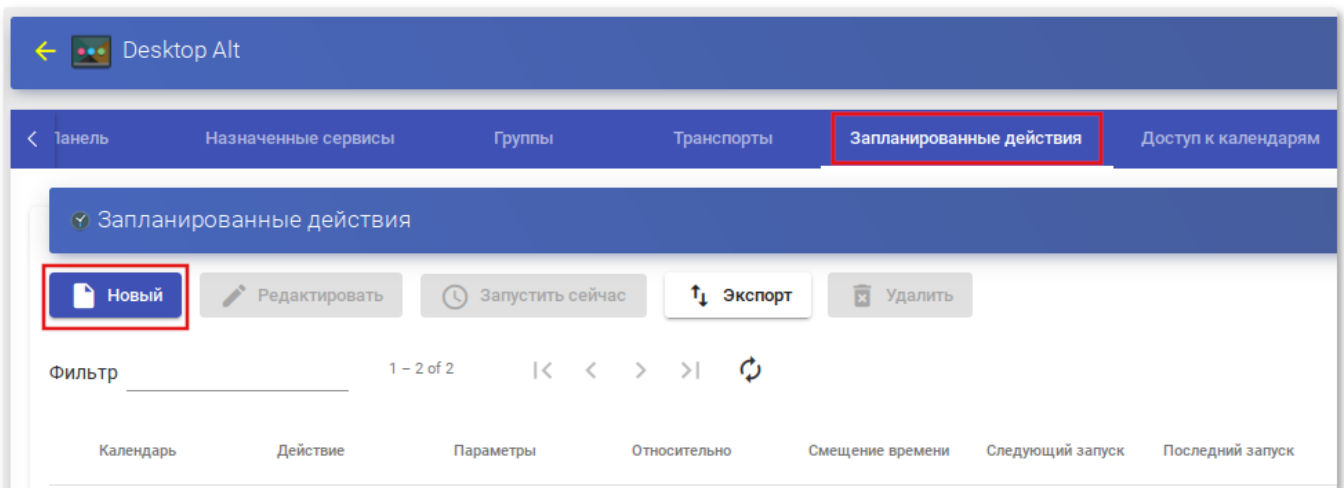 Desktop Alt
Панель Назначенные сервисы Группы Транспорты Запланированные действия Доступ к календарям
Запланированные действия
Новый Редактировать Запустить сейчас Экспорт Удалить
Фильтр 1 – 2 of 2
Календарь Действие Параметры Относительно Смещение времени Следующий запуск Последний запуск